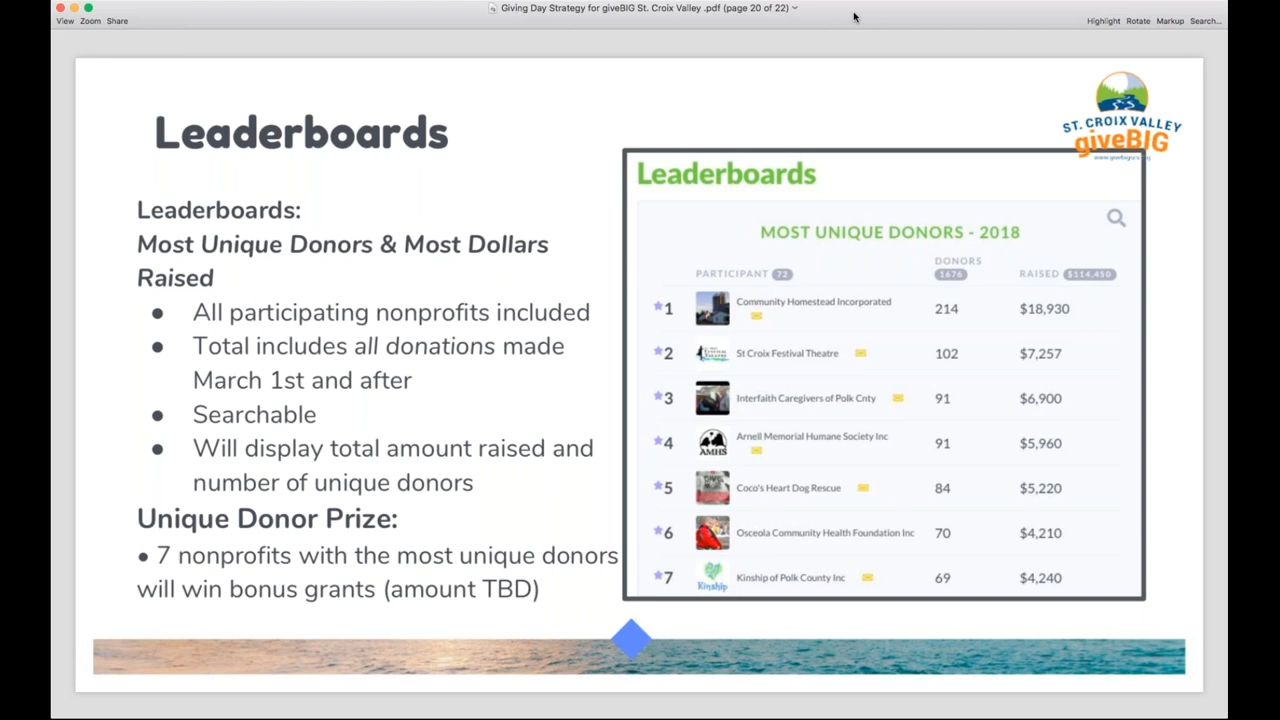 Giving Day Strategy for giveBIG St. Croix Valley .pdf (page 20 of 22)
View Zoom Share
Highlight Rotate Markup Search...
ST. CROIX VALLEY
giveBIG
Leaderboards
Leaderboards:
Most Unique Donors & Most Dollars
Raised
● All participating nonprofits included
● Total includes all donations made
March 1st and after
● Searchable
● Will display total amount raised and
number of unique donors
Unique Donor Prize:
• 7 nonprofits with the most unique donors
will win bonus grants (amount TBD)
Leaderboards
MOST UNIQUE DONORS - 2018
PARTICIPANT 72 DONORS 1676 RAISED $114,450
1 Community Homestead Incorporated 214 $18,930
2 St Croix Festival Theatre 102 $7,257
3 Interfaith Caregivers of Polk Cnty 91 $6,900
4 AMHS Arnell Memorial Humane Society Inc 91 $5,960
5 Coco's Heart Dog Rescue 84 $5,220
6 Osceola Community Health Foundation Inc 70 $4,210
7 Kinship Kinship of Polk County Inc 69 $4,240